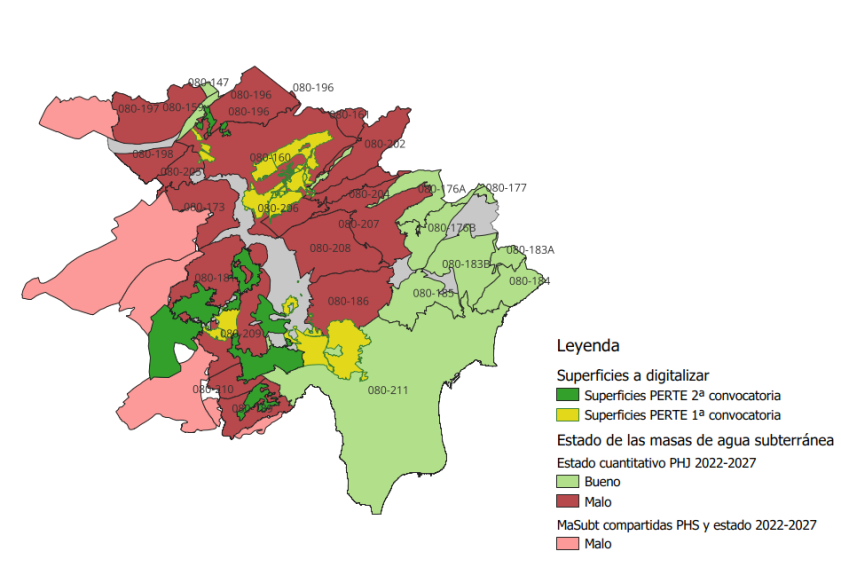 080-147
080-196
080-196
080-197
080-159
080-196
080-161
080-202
080-198
080-160
080-205
080-176A
080-177
080-204
080-173
080-206
080-207
080-176B
080-208
080-183A
080-183B
080-184
080-181
080-185
080-186
080-209
080-210
080-211
Leyenda
Superficies a digitalizar
Superficies PERTE 2ª convocatoria
Superficies PERTE 1ª convocatoria
Estado de las masas de agua subterránea
Estado cuantitativo PHJ 2022-2027
Bueno
Malo
MaSubt compartidas PHS y estado 2022-2027
Malo